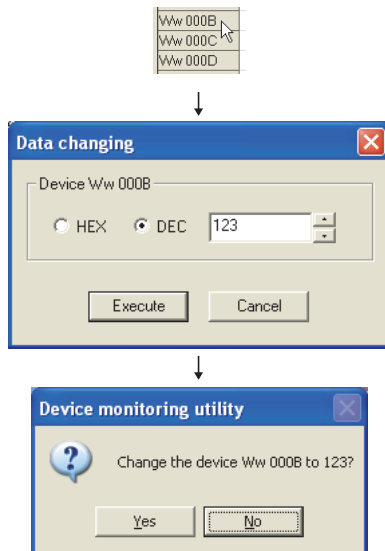 Ww 000B
Ww 000C
Ww 000D
Data changing
Device Ww 000B
HEX DEC 123
Execute Cancel
Device monitoring utility
Change the device Ww 000B to 123?
Yes No